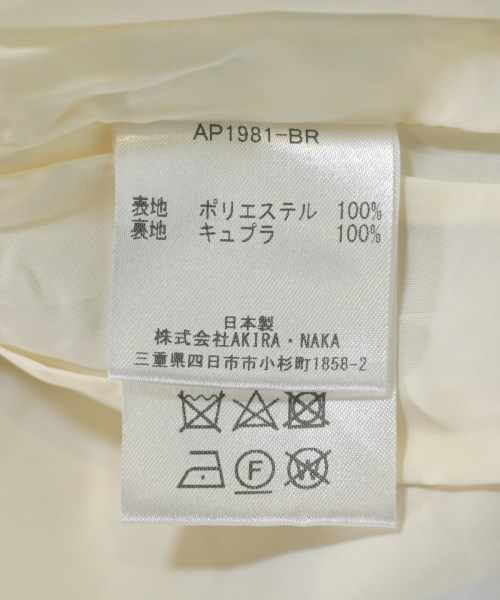 AP1981-BR
表地 ポリエステル 100%
裏地 キュプラ 100%
日本製
株式会社AKIRA・NAKA
三重県四日市市小杉町1858-2
F W